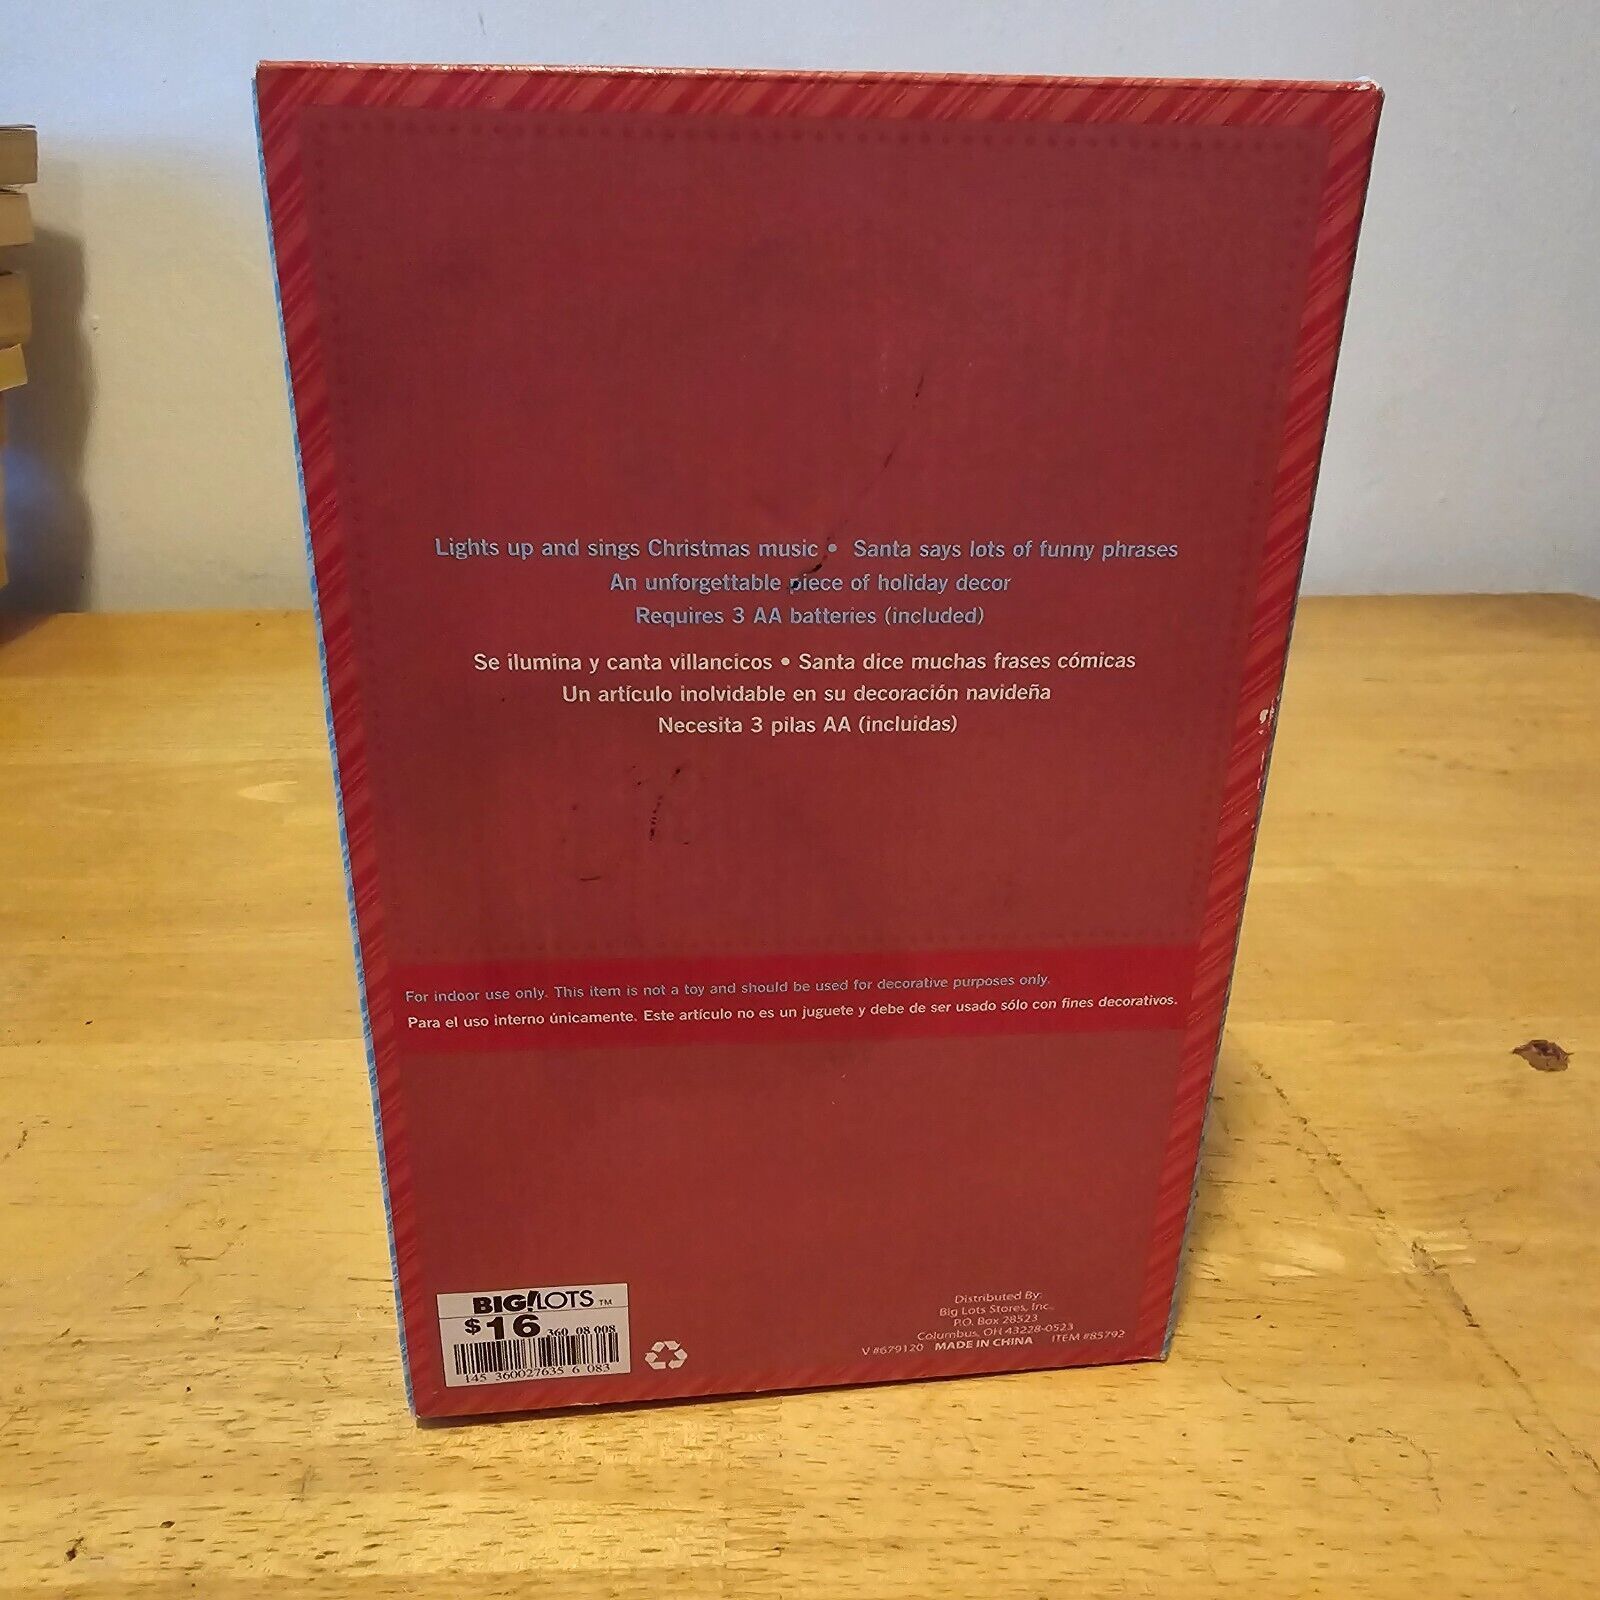 Lights up and sings Christmas music • Santa says lots of funny phrases
An unforgettable piece of holiday decor
Requires 3 AA batteries (included)
Se ilumina y canta villancicos • Santa dice muchas frases cómicas
Un artículo inolvidable en su decoración navideña
Necesita 3 pilas AA (incluidas)
For indoor use only. This item is not a toy and should be used for decorative purposes only.
Para el uso interno únicamente. Este artículo no es un juguete y debe de ser usado sólo con fines decorativos.
BIG!LOTS ™
$16 360 08 008
145 360027635 6 083
Distributed By:
Big Lots Stores, Inc.,
P.O. Box 28523
Columbus, OH 43228-0523
V #679120 MADE IN CHINA ITEM #85792